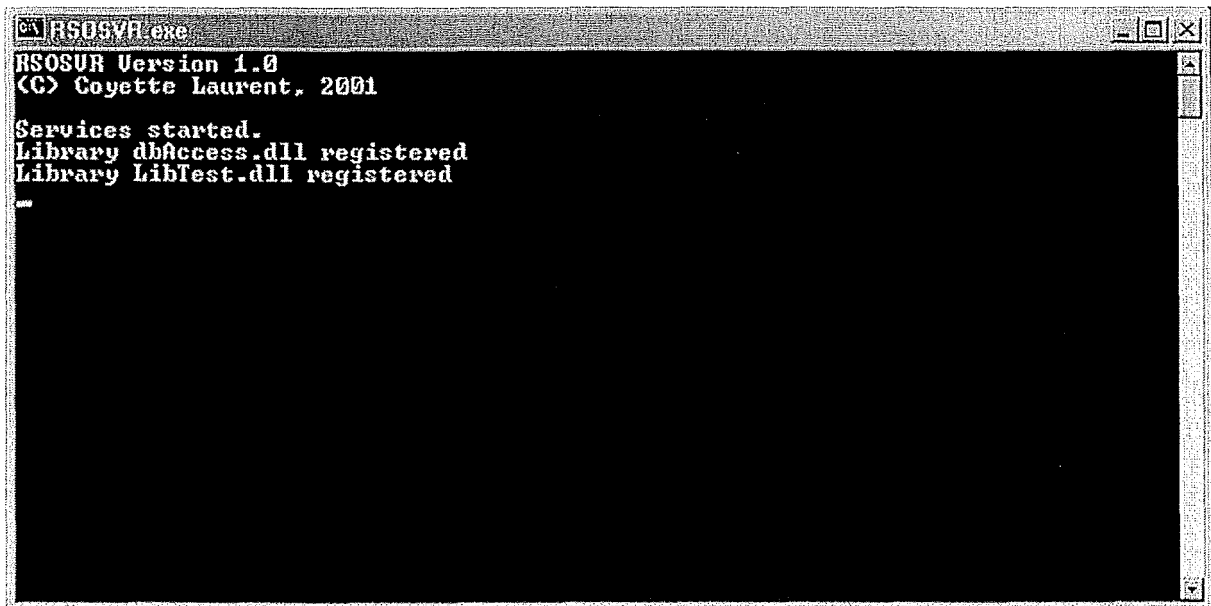 RSOSVR.exe
RSOSVR Version 1.0
(C) Coyette Laurent, 2001
Services started.
Library dbAccess.dll registered
Library LibTest.dll registered